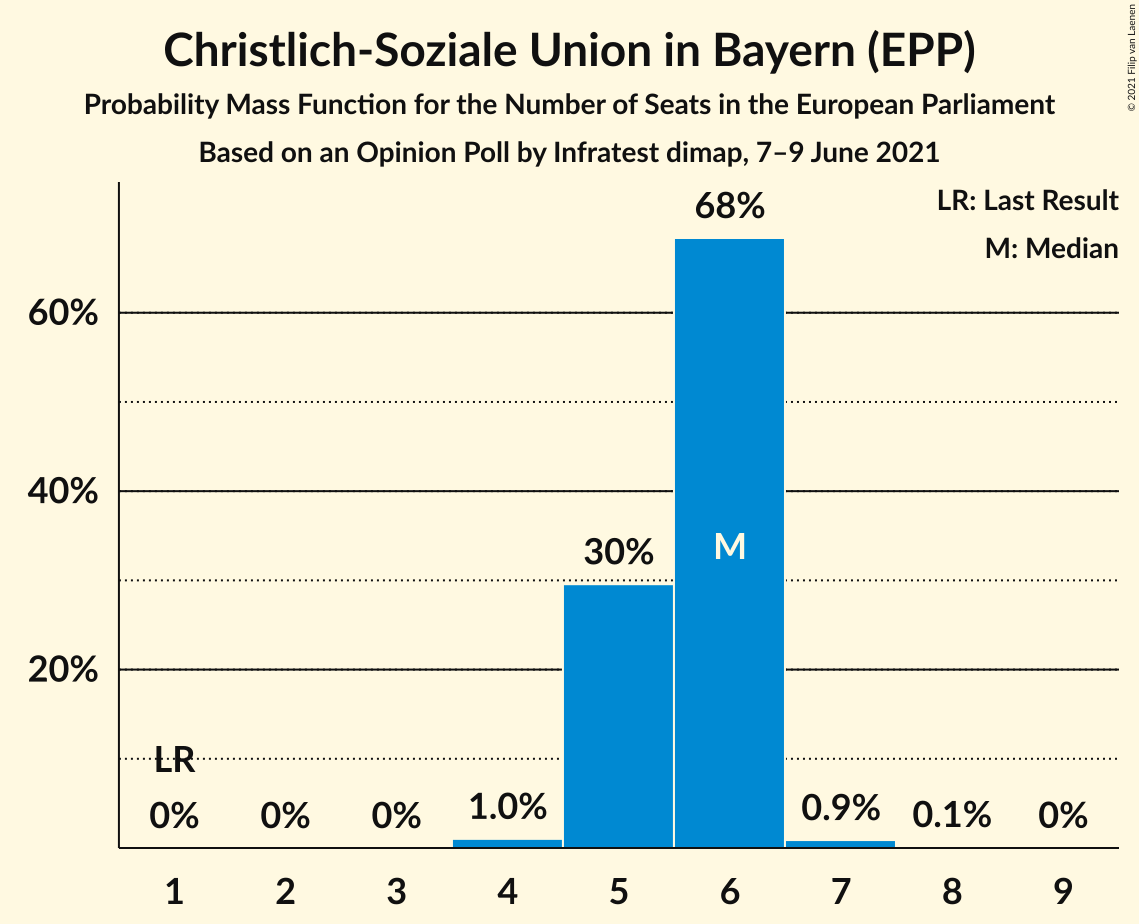 Christlich-Soziale Union in Bayern (EPP)
Probability Mass Function for the Number of Seats in the European Parliament
Based on an Opinion Poll by Infratest dimap, 7–9 June 2021
© 2021 Filip van Laenen
LR: Last Result
M: Median
68%
60%
40%
30%
M
20%
LR
0% 0% 0% 1.0% 0.9% 0.1% 0%
1 2 3 4 5 6 7 8 9